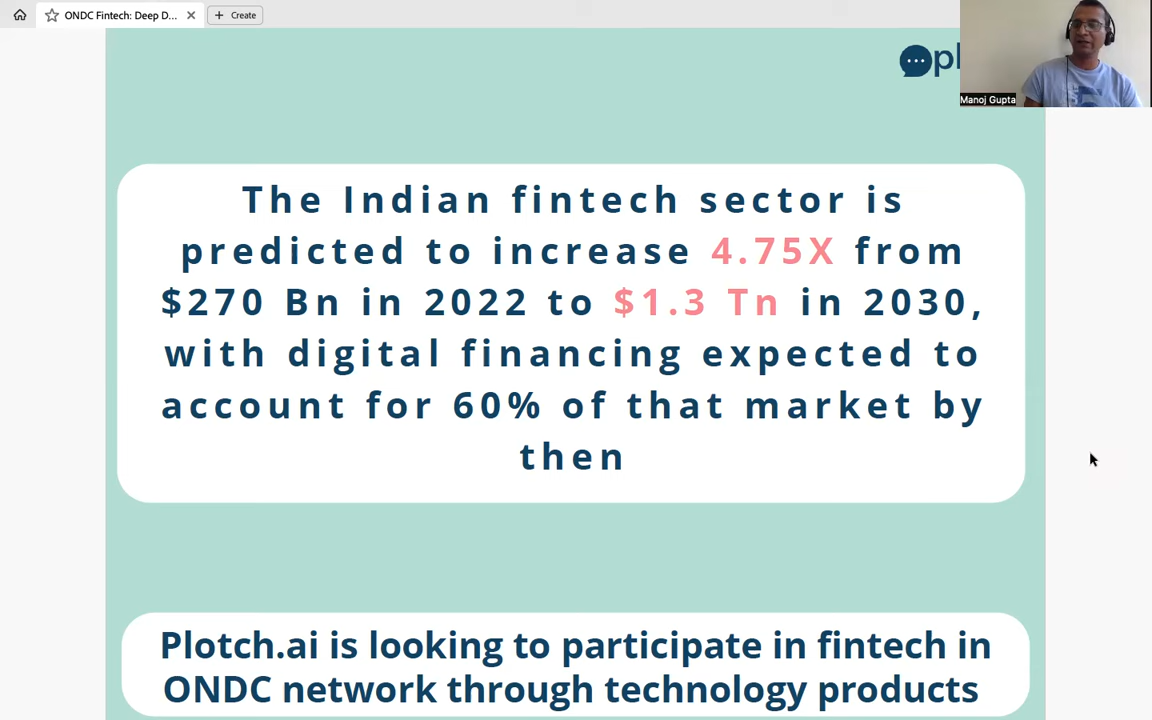 ONDC Fintech: Deep D...
Create
pl
Manoj Gupta
The Indian fintech sector is
predicted to increase 4.75X from
$270 Bn in 2022 to $1.3 Tn in 2030,
with digital financing expected to
account for 60% of that market by
then
Plotch.ai is looking to participate in fintech in
ONDC network through technology products